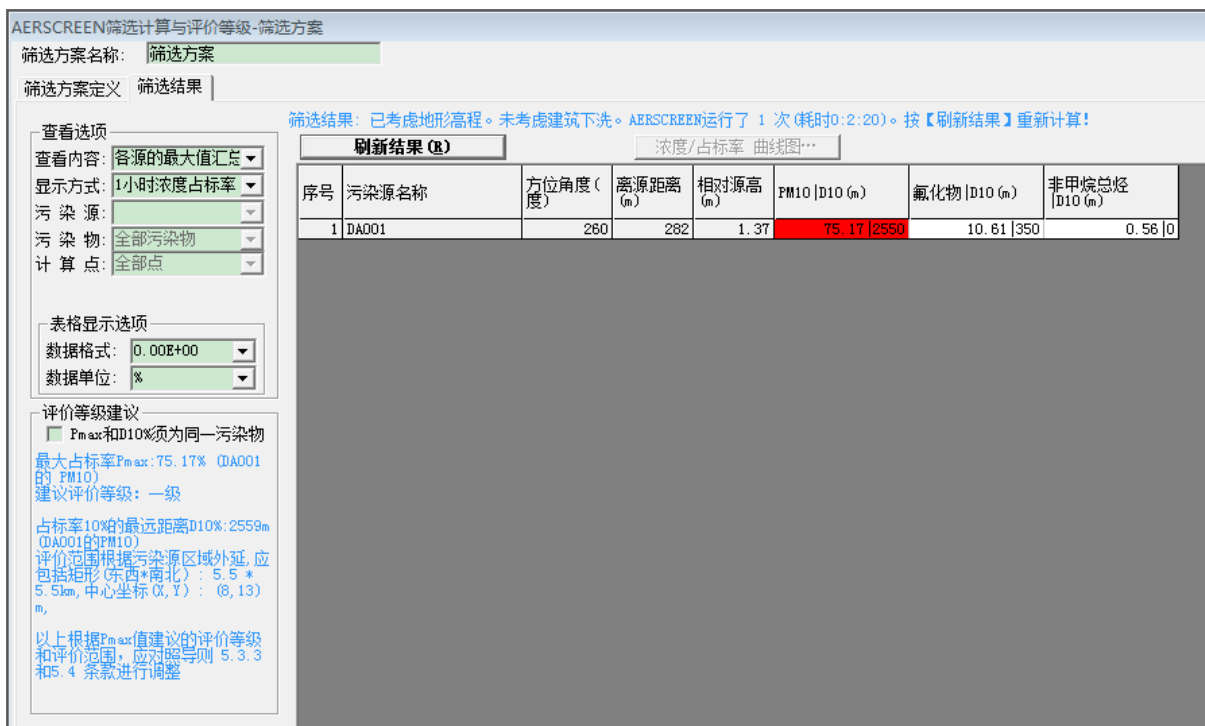 AERSCREEN筛选计算与评价等级-筛选方案
筛选方案名称: 筛选方案
筛选方案定义 筛选结果
筛选结果: 已考虑地形高程。未考虑建筑下洗。AERSCREEN运行了 1 次(耗时0:2:20)。按【刷新结果】重新计算!
查看选项
查看内容: 各源的最大值汇总
显示方式: 1小时浓度占标率
污 染 源:
污 染 物: 全部污染物
计 算 点: 全部点
表格显示选项
数据格式: 0.00E+00
数据单位: %
评价等级建议
Pmax和D10%须为同一污染物
最大占标率Pmax:75.17% (DA001
的 PM10)
建议评价等级: 一级
占标率10%的最远距离D10%:2559m
(DA001的PM10)
评价范围根据污染源区域外延,应
包括矩形(东西*南北): 5.5 *
5.5km,中心坐标(X,Y): (8,13)
m,
以上根据Pmax值建议的评价等级
和评价范围，应对照导则 5.3.3
和5.4 条款进行调整
刷新结果(R) 浓度/占标率 曲线图…
序号 污染源名称 方位角度(度) 离源距离(m) 相对源高(m) PM10|D10(m) 氟化物|D10(m) 非甲烷总烃|D10(m)
1 DA001 260 282 1.37 75.17|2550 10.61|350 0.56|0